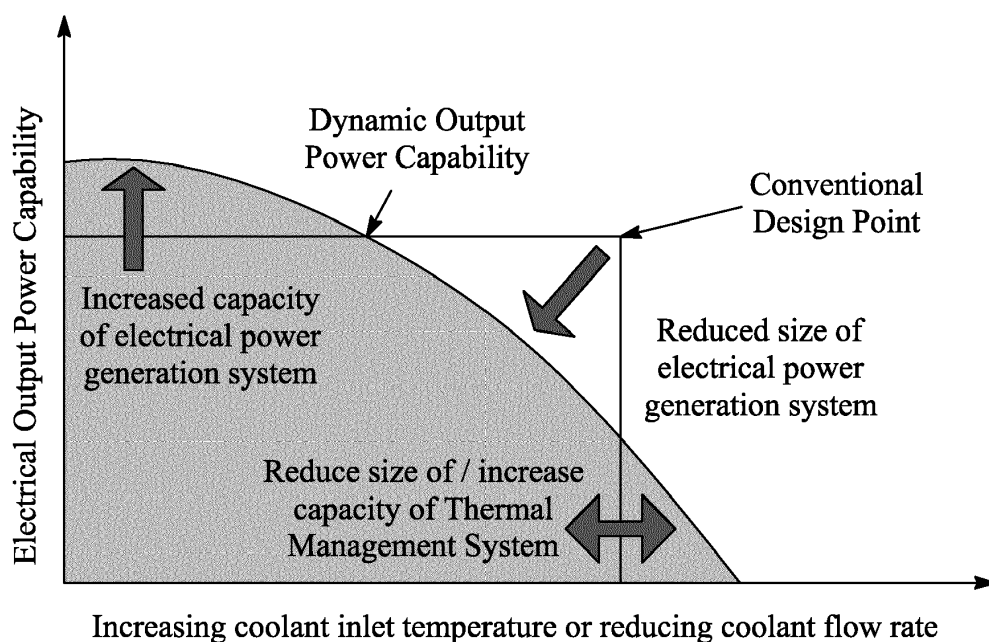 Electrical Output Power Capability
Dynamic Output
Power Capability
Conventional
Design Point
Increased capacity
of electrical power
generation system
Reduced size of
electrical power
generation system
Reduce size of / increase
capacity of Thermal
Management System
Increasing coolant inlet temperature or reducing coolant flow rate